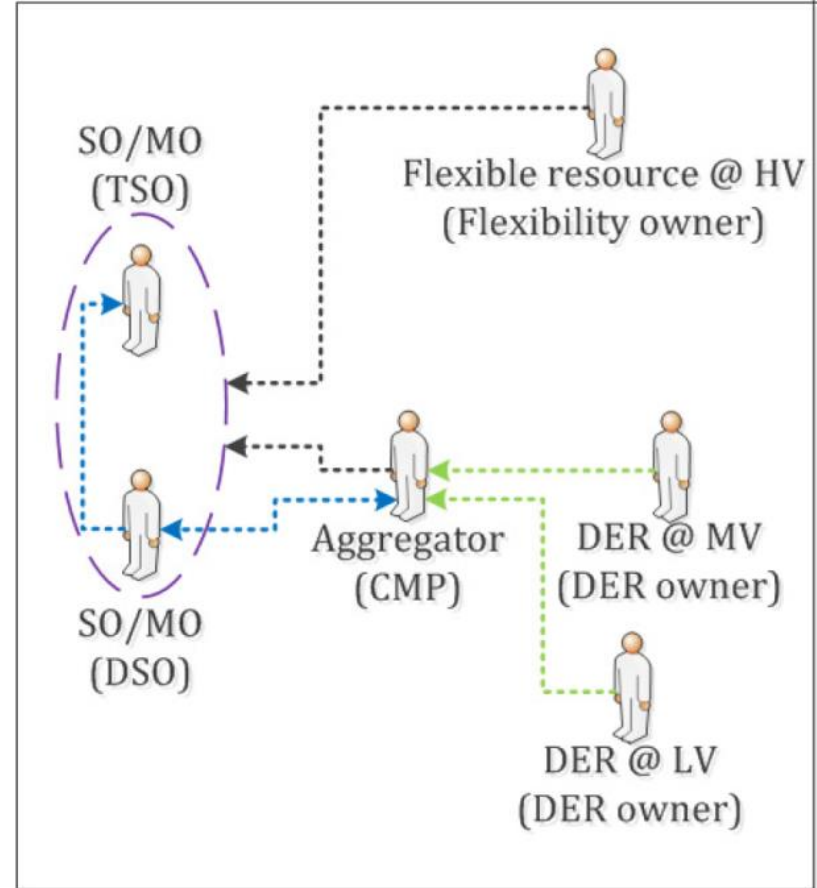 SO/MO
(TSO)
Flexible resource @ HV
(Flexibility owner)
Aggregator
(CMP)
DER @ MV
(DER owner)
SO/MO
(DSO)
DER @ LV
(DER owner)